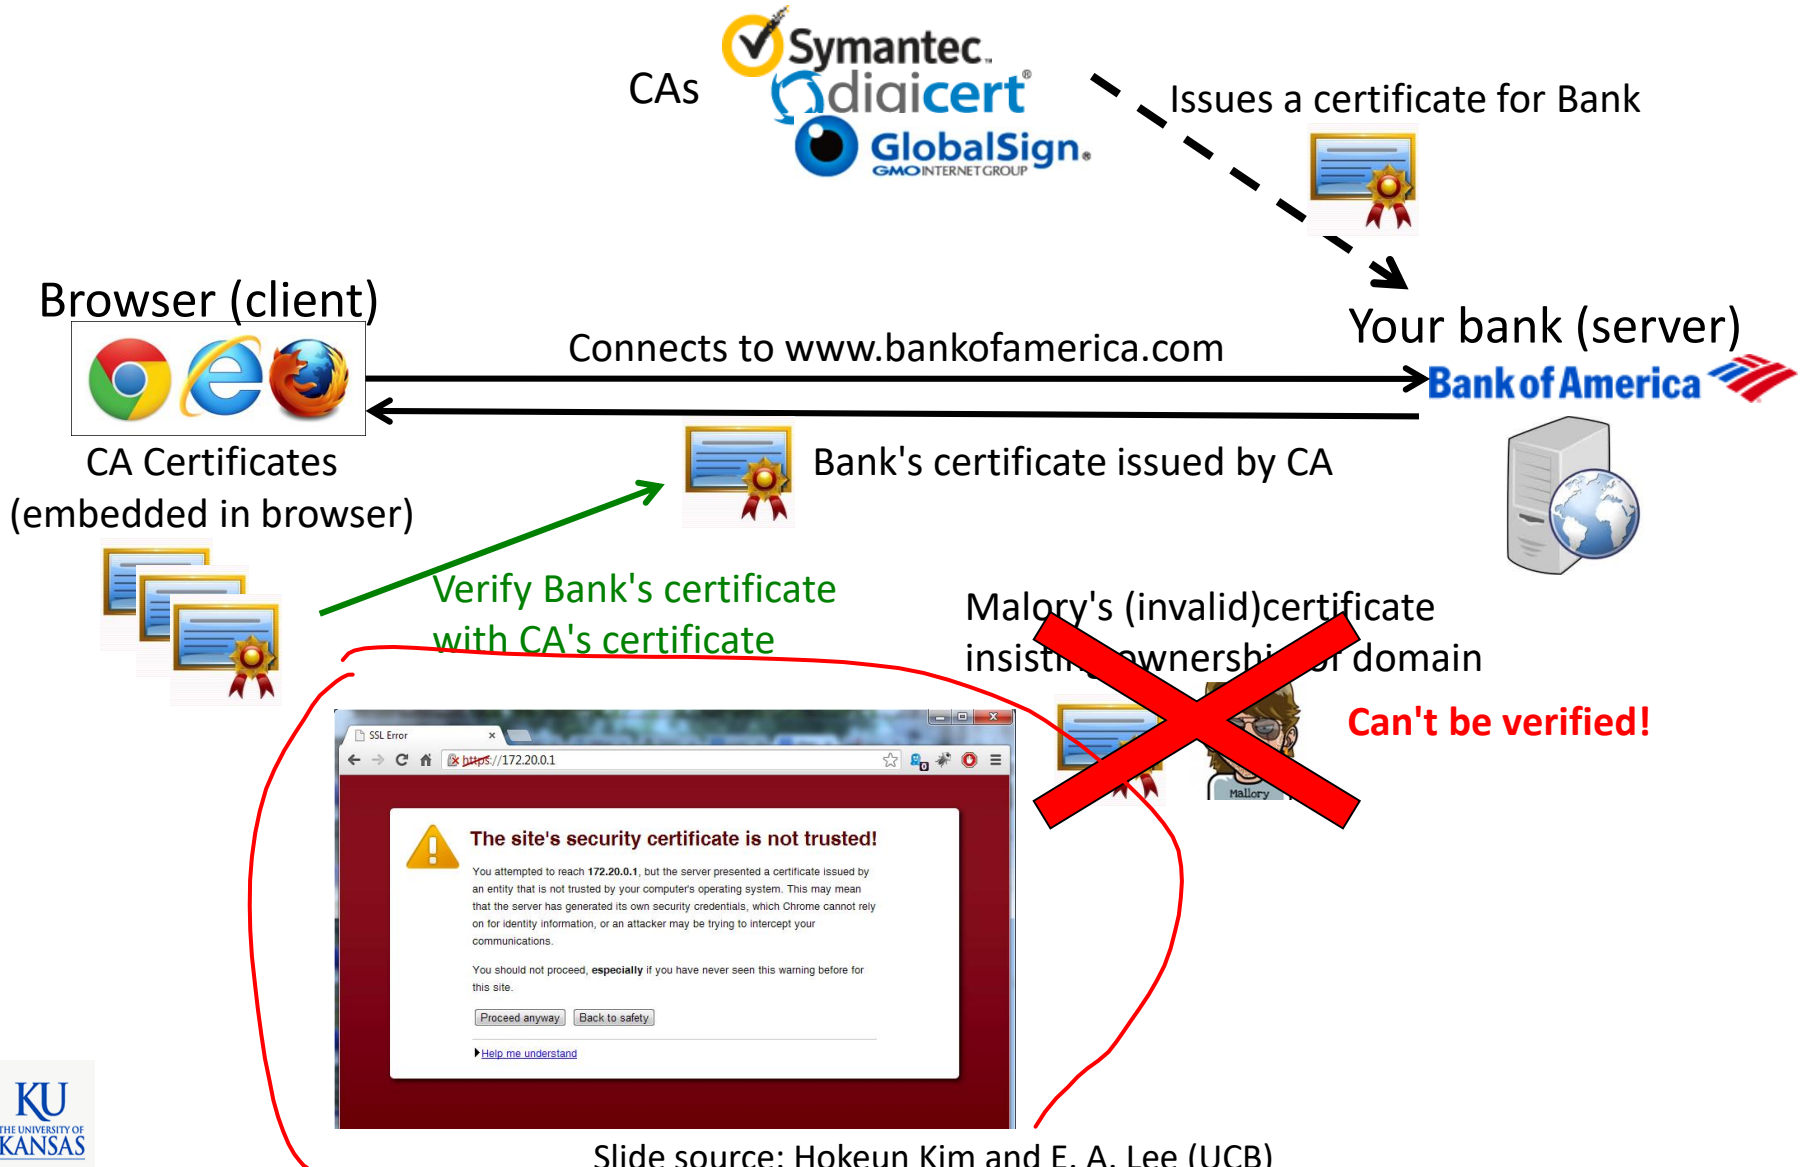 CAs
Symantec.
digicert®
GlobalSign®
GMO INTERNET GROUP
Issues a certificate for Bank
Browser (client)
Connects to www.bankofamerica.com
Your bank (server)
Bank of America
CA Certificates
(embedded in browser)
Bank's certificate issued by CA
Verify Bank's certificate
with CA's certificate
Malory's (invalid)certificate
insisting ownership of domain
Can't be verified!
Mallory
SSL Error
https://172.20.0.1
0
The site's security certificate is not trusted!
You attempted to reach 172.20.0.1, but the server presented a certificate issued by
an entity that is not trusted by your computer's operating system. This may mean
that the server has generated its own security credentials, which Chrome cannot rely
on for identity information, or an attacker may be trying to intercept your
communications.
You should not proceed, especially if you have never seen this warning before for
this site.
Proceed anyway Back to safety
Help me understand
KU
THE UNIVERSITY OF
KANSAS
Slide source: Hokeun Kim and E. A. Lee (UCB)